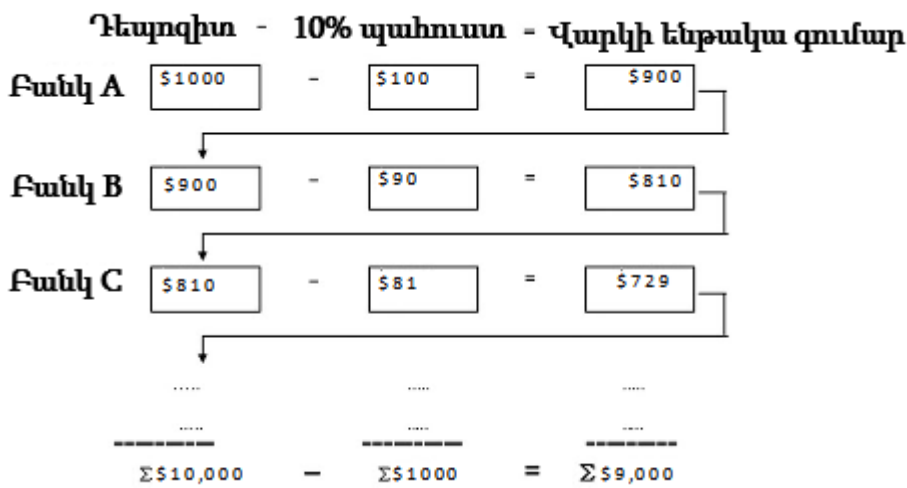 Դեպոզիտ - 10% պահուստ - Վարկի ենթակա գումար
Բանկ A $1000 - $100 = $900
Բանկ B $900 - $90 = $810
Բանկ C $810 - $81 = $729
..... ..... .....
..... ..... .....
Σ$10,000 – Σ$1000 = Σ$9,000